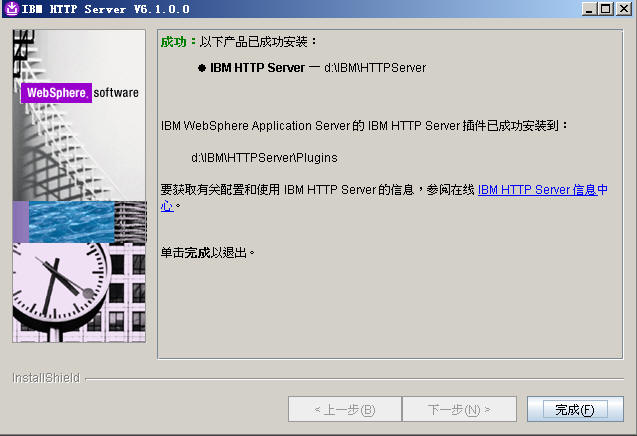 IBM HTTP Server V6.1.0.0
WebSphere. software
成功：以下产品已成功安装：
● IBM HTTP Server — d:\IBM\HTTPServer
IBM WebSphere Application Server 的 IBM HTTP Server 插件已成功安装到：
d:\IBM\HTTPServer\Plugins
要获取有关配置和使用 IBM HTTP Server 的信息，参阅在线 IBM HTTP Server 信息中
心。
单击完成以退出。
InstallShield
< 上一步(B)
下一步(N) >
完成(F)